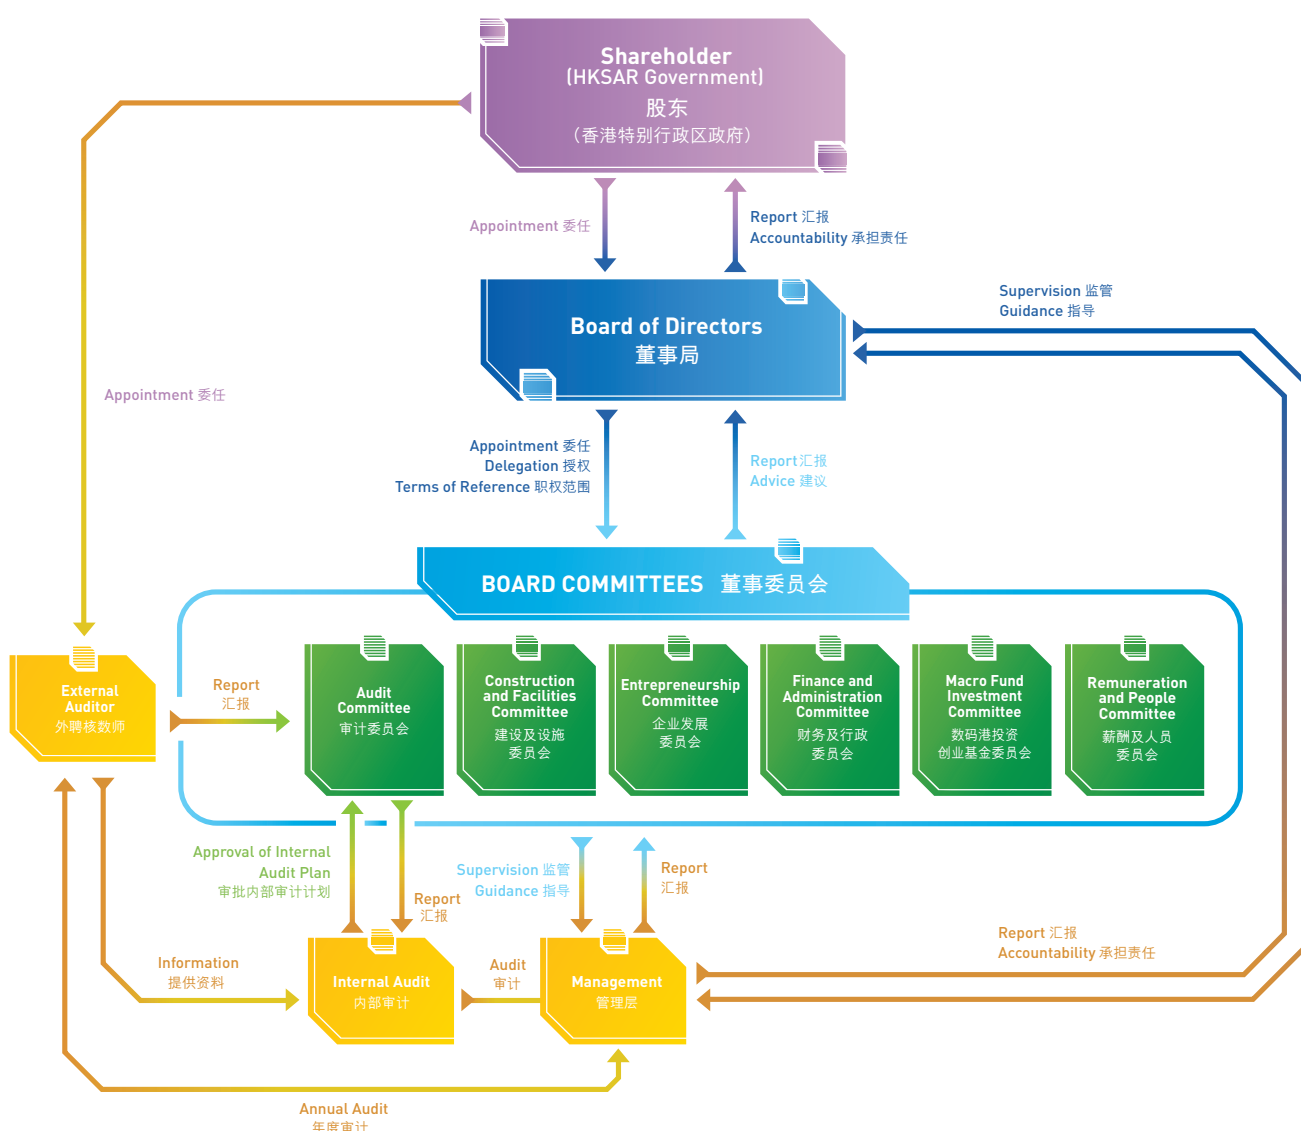 Shareholder
(HKSAR Government)
股东
（香港特别行政区政府）
Appointment 委任
Report 汇报
Accountability 承担责任
Board of Directors
董事局
Supervision 监管
Guidance 指导
Appointment 委任
Appointment 委任
Delegation 授权
Terms of Reference 职权范围
Report 汇报
Advice 建议
BOARD COMMITTEES 董事委员会
External
Auditor
外聘核数师
Report
汇报
Audit
Committee
审计委员会
Construction
and Facilities
Committee
建设及设施
委员会
Entrepreneurship
Committee
企业发展
委员会
Finance and
Administration
Committee
财务及行政
委员会
Macro Fund
Investment
Committee
数码港投资
创业基金委员会
Remuneration
and People
Committee
薪酬及人员
委员会
Approval of Internal
Audit Plan
审批内部审计计划
Report
汇报
Supervision 监管
Guidance 指导
Report
汇报
Information
提供资料
Internal Audit
内部审计
Audit
审计
Management
管理层
Report 汇报
Accountability 承担责任
Annual Audit
年度审计